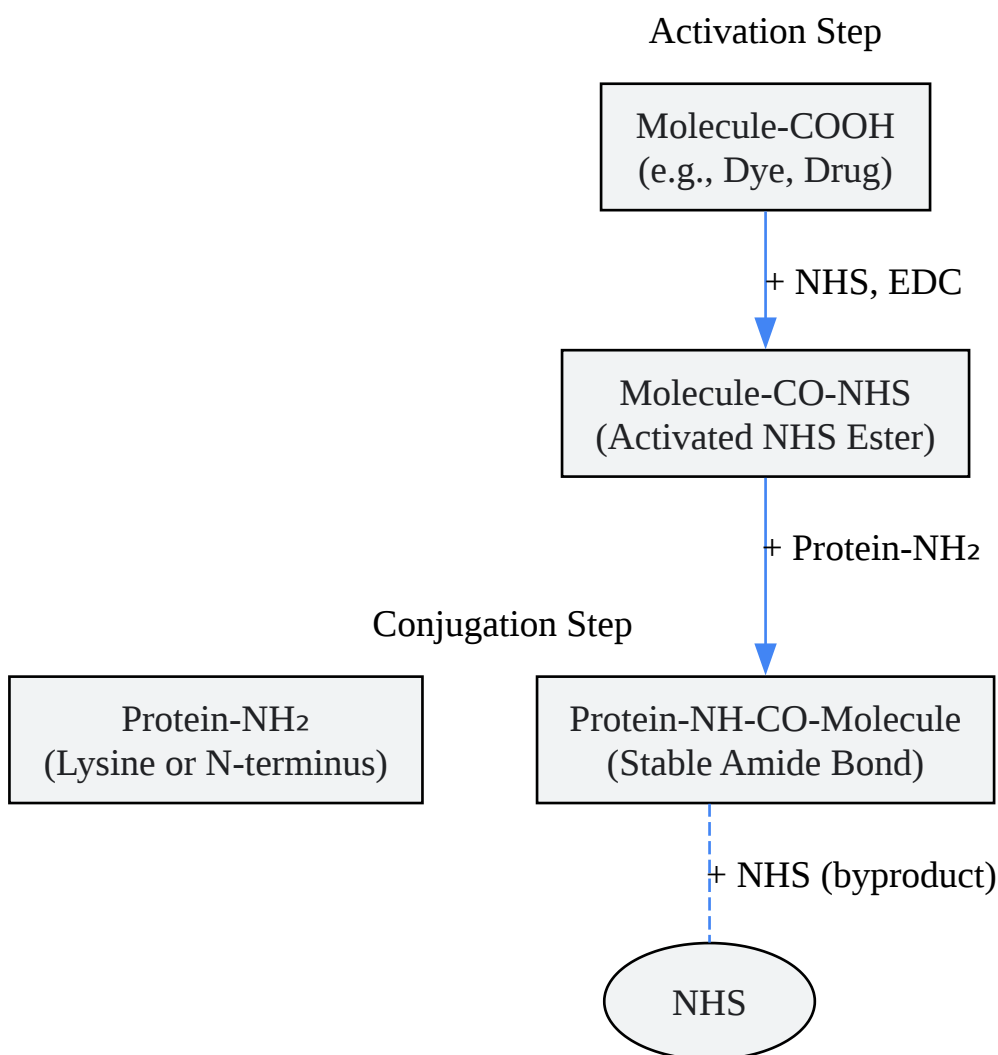 Activation Step
Molecule-COOH
(e.g., Dye, Drug)
+ NHS, EDC
Molecule-CO-NHS
(Activated NHS Ester)
+ Protein-NH₂
Conjugation Step
Protein-NH₂
(Lysine or N-terminus)
Protein-NH-CO-Molecule
(Stable Amide Bond)
+ NHS (byproduct)
NHS